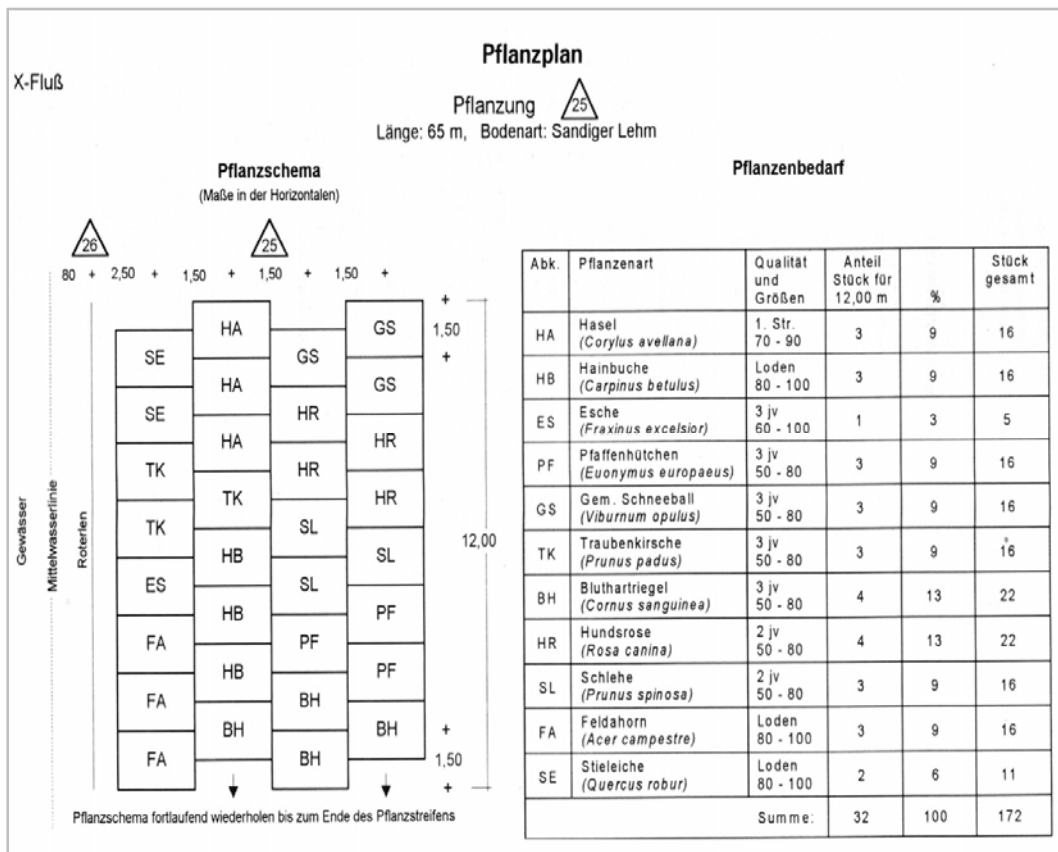 Pflanzplan
X-Fluß
Pflanzung 25
Länge: 65 m, Bodenart: Sandiger Lehm
Pflanzschema
(Maße in der Horizontalen)
26 25
80 + 2,50 + 1,50 + 1,50 + 1,50 +
Gewässer
Mittelwasserlinie
Roterlen
HA GS +
SE GS 1,50
HA GS +
SE HR
HA HR
TK HR
TK HR
TK SL
HB SL 12,00
ES SL
HB PF
FA PF
HB PF
FA BH
BH BH +
FA BH 1,50
+
Pflanzschema fortlaufend wiederholen bis zum Ende des Pflanzstreifens
Pflanzenbedarf
Abk. Pflanzenart Qualität und Größen Anteil Stück für 12,00 m % Stück gesamt
HA Hasel (Corylus avellana) 1. Str. 70 - 90 3 9 16
HB Hainbuche (Carpinus betulus) Loden 80 - 100 3 9 16
ES Esche (Fraxinus excelsior) 3 jv 60 - 100 1 3 5
PF Pfaffenhütchen (Euonymus europaeus) 3 jv 50 - 80 3 9 16
GS Gem. Schneeball (Viburnum opulus) 3 jv 50 - 80 3 9 16
TK Traubenkirsche (Prunus padus) 3 jv 50 - 80 3 9 16
BH Bluthartriegel (Cornus sanguinea) 3 jv 50 - 80 4 13 22
HR Hundsrose (Rosa canina) 2 jv 50 - 80 4 13 22
SL Schlehe (Prunus spinosa) 2 jv 50 - 80 3 9 16
FA Feldahorn (Acer campestre) Loden 80 - 100 3 9 16
SE Stieleiche (Quercus robur) Loden 80 - 100 2 6 11
Summe: 32 100 172